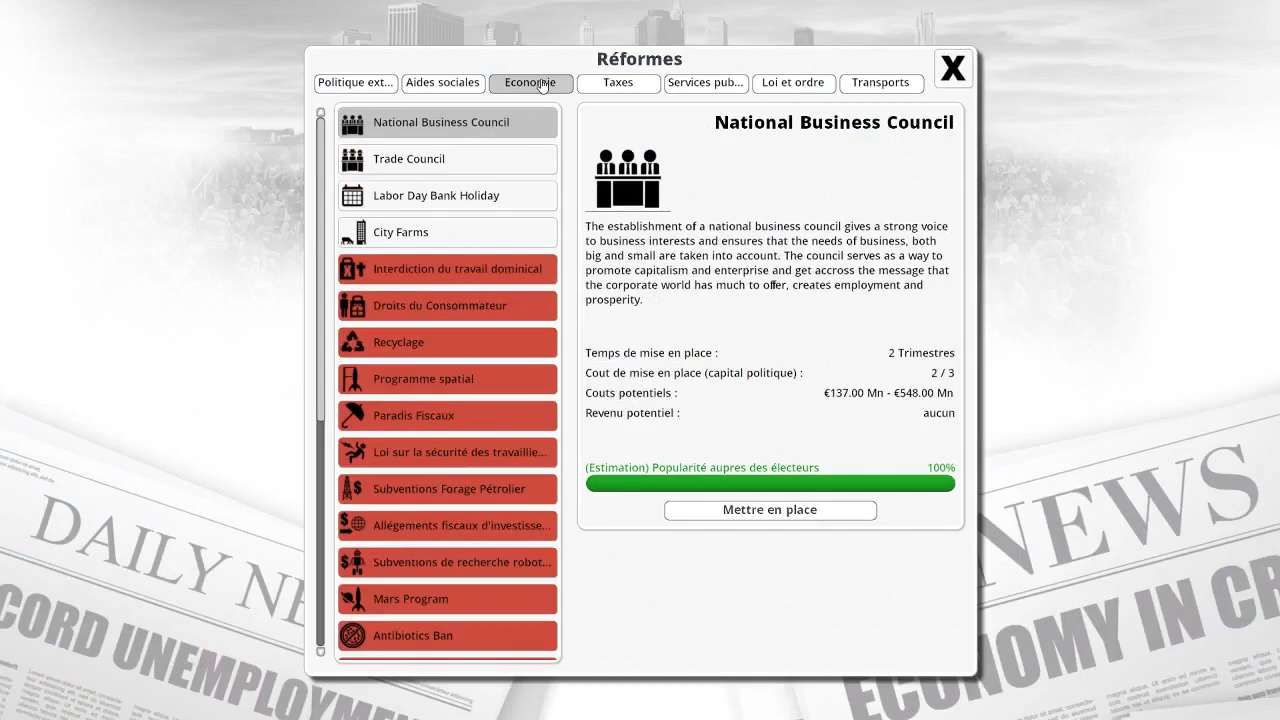 Réformes
X
Politique ext...
Aides sociales
Economie
Taxes
Services pub...
Loi et ordre
Transports
National Business Council
Trade Council
Labor Day Bank Holiday
City Farms
Interdiction du travail dominical
Droits du Consommateur
Recyclage
Programme spatial
Paradis Fiscaux
Loi sur la sécurité des travaillie...
Subventions Forage Pétrolier
Allégements fiscaux d'investisse...
Subventions de recherche robot...
Mars Program
Antibiotics Ban
National Business Council
The establishment of a national business council gives a strong voice
to business interests and ensures that the needs of business, both
big and small are taken into account. The council serves as a way to
promote capitalism and enterprise and get accross the message that
the corporate world has much to offer, creates employment and
prosperity.
Temps de mise en place : 2 Trimestres
Cout de mise en place (capital politique) : 2 / 3
Couts potentiels : €137.00 Mn - €548.00 Mn
Revenu potentiel : aucun
(Estimation) Popularité aupres des électeurs 100%
Mettre en place
DAILY NE
CORD UNEMPLOYM
NEWS
ECONOMY IN CR